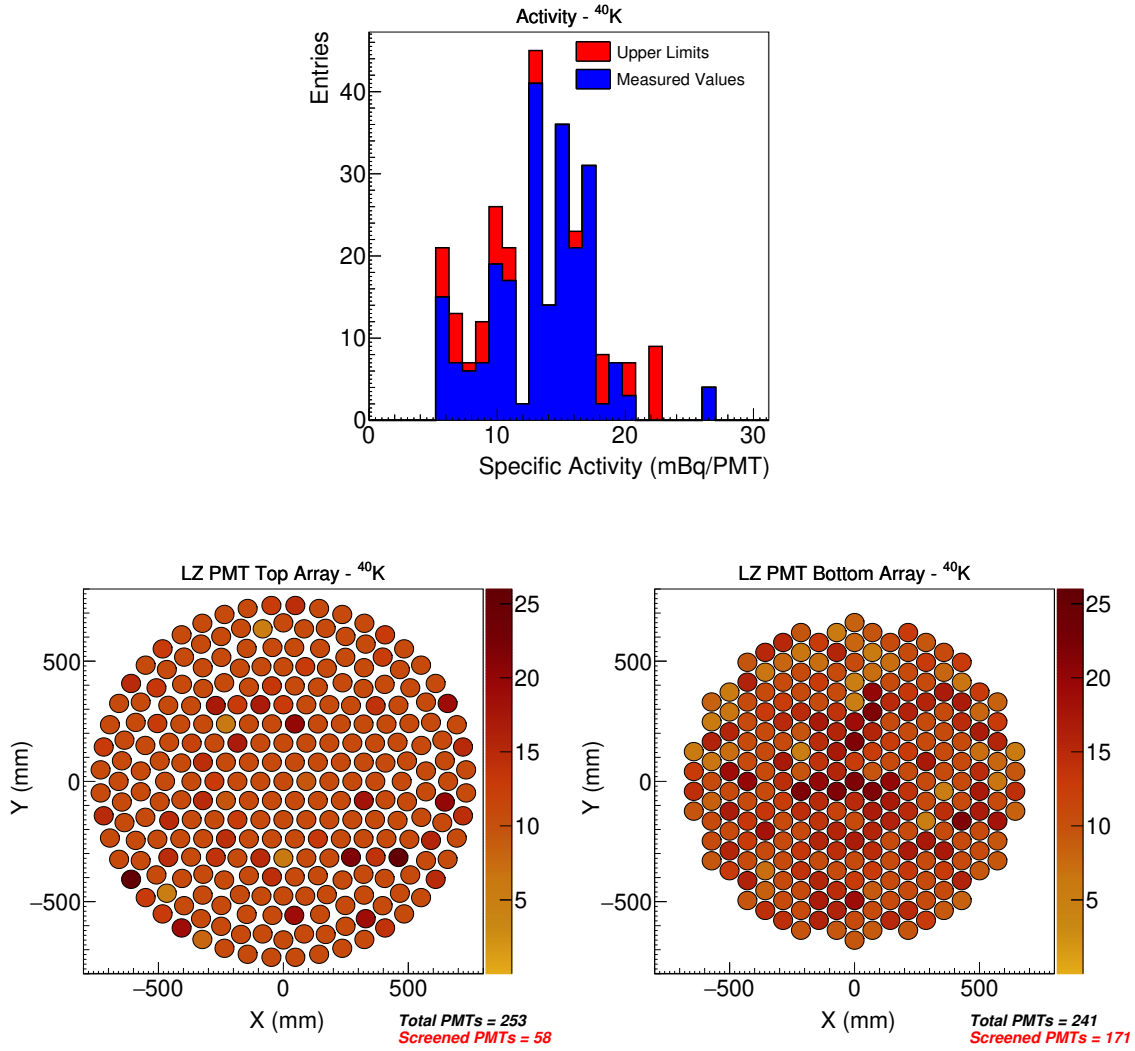 Activity - ⁴⁰K
Entries
Upper Limits
Measured Values
40
30
20
10
0
0 10 20 30
Specific Activity (mBq/PMT)
LZ PMT Top Array - ⁴⁰K
Y (mm)
500
0
−500
25
20
15
10
5
−500 0 500
X (mm)
Total PMTs = 253
Screened PMTs = 58
LZ PMT Bottom Array - ⁴⁰K
Y (mm)
500
0
−500
25
20
15
10
5
−500 0 500
X (mm)
Total PMTs = 241
Screened PMTs = 171